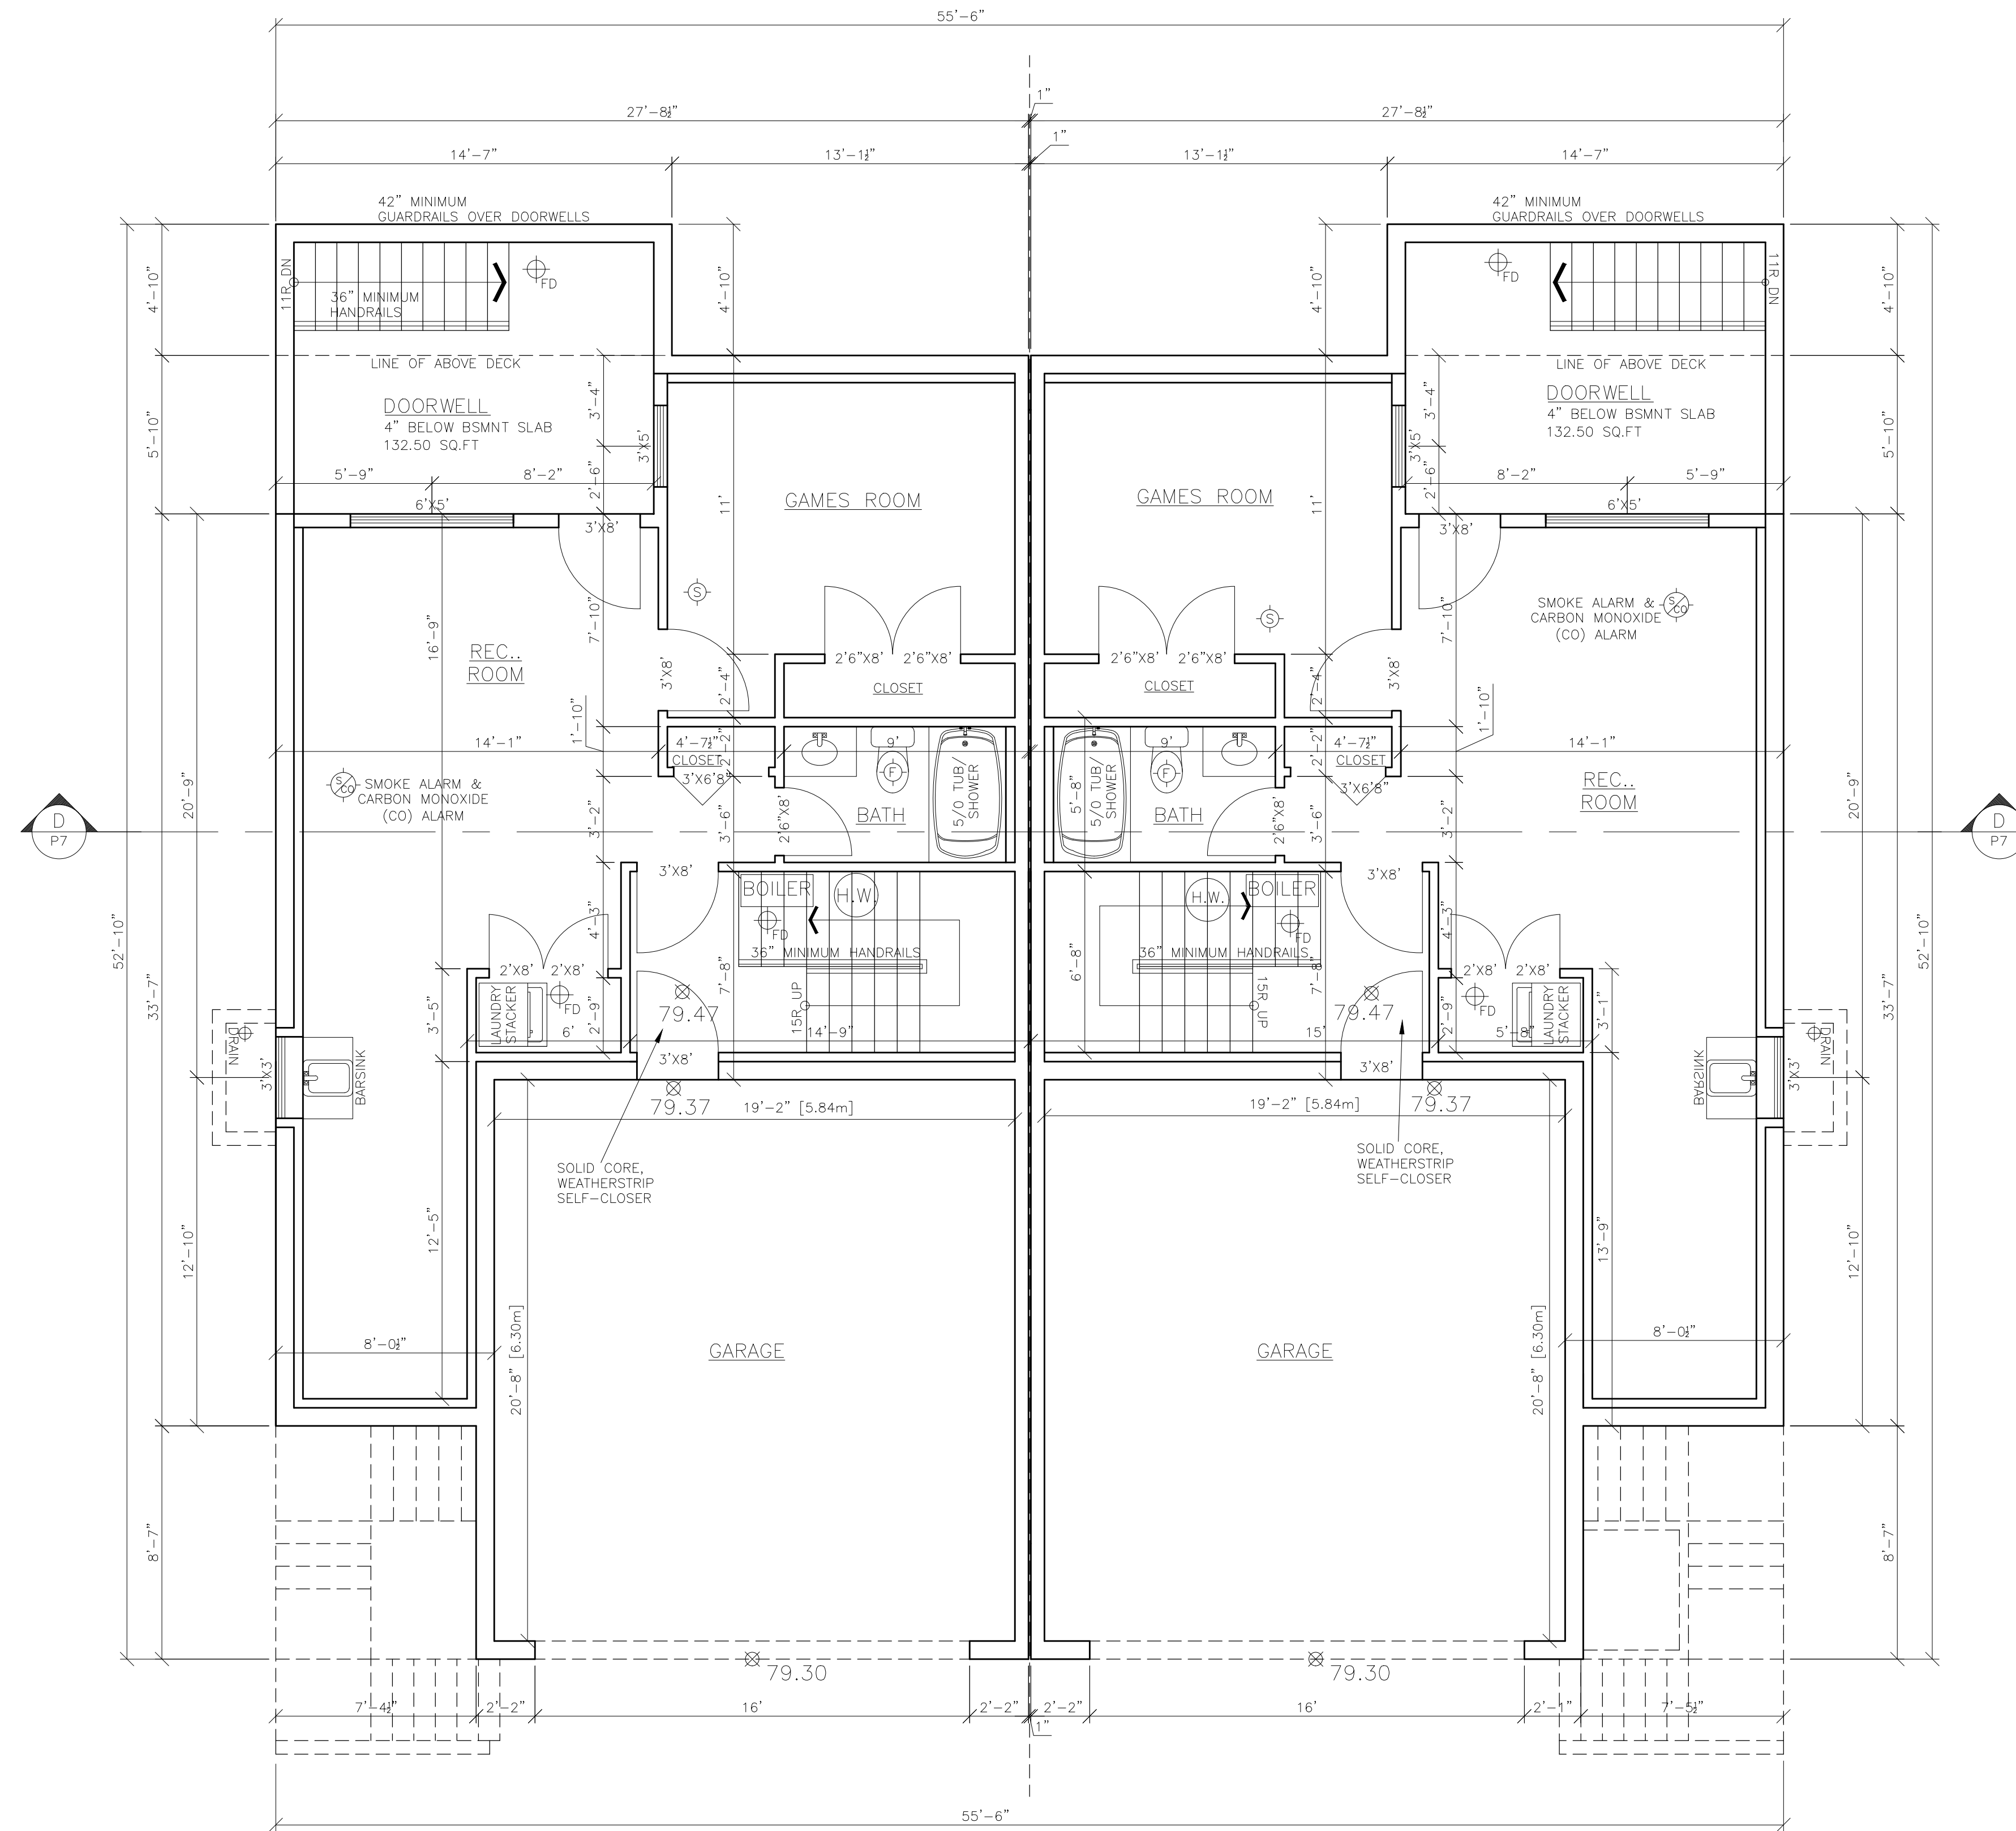 55'-6"
1"
27'-8½"
27'-8½"
1"
14'-7"
13'-1½"
13'-1½"
14'-7"
42" MINIMUM
GUARDRAILS OVER DOORWELLS
42" MINIMUM
GUARDRAILS OVER DOORWELLS
11R DN
FD
FD
11R DN
36" MINIMUM
HANDRAILS
4'-10"
4'-10"
4'-10"
4'-10"
LINE OF ABOVE DECK
LINE OF ABOVE DECK
DOORWELL
4" BELOW BSMNT SLAB
132.50 SQ.FT
DOORWELL
4" BELOW BSMNT SLAB
132.50 SQ.FT
5'-10"
3'-4"
3'X5'
3'X5'
3'-4"
5'-10"
5'-9"
8'-2"
2'-6"
2'-6"
8'-2"
5'-9"
6'X5'
3'X8'
11'
GAMES ROOM
GAMES ROOM
11'
3'X8'
6'X5'
S
S
7'-10"
7'-10"
SMOKE ALARM &
CARBON MONOXIDE
(CO) ALARM
S
CO
16'-9"
REC..
ROOM
3'X8'
2'6"X8'
2'6"X8'
2'6"X8'
2'6"X8'
3'X8'
CLOSET
CLOSET
2'-4"
2'-4"
1'-10"
1'-10"
14'-1"
4'-7½"
2'-2"
9'
9'
2'-2"
4'-7½"
14'-1"
CLOSET
CLOSET
3'X6'8"
3'X6'8"
F
F
S
CO
SMOKE ALARM &
CARBON MONOXIDE
(CO) ALARM
REC..
ROOM
20'-9"
20'-9"
3'-2"
3'-6"
2'6"X8'
BATH
5/0 TUB/
SHOWER
5'-8"
5/0 TUB/
SHOWER
BATH
2'6"X8'
3'-6"
3'-2"
D
P7
D
P7
3'X8'
BOILER
H.W.
H.W.
BOILER
3'X8'
FD
FD
4'-3"
4'-3"
36" MINIMUM HANDRAILS
36" MINIMUM HANDRAILS
52'-10"
33'-7"
7'-8"
6'-8"
7'-8"
33'-7"
52'-10"
2'X8'
2'X8'
2'X8'
2'X8'
LAUNDRY
STACKER
FD
FD
LAUNDRY
STACKER
3'-5"
2'-9"
79.47
15R UP
15R UP
79.47
2'-9"
3'-1"
6'
14'-9"
15'
5'-8"
DRAIN
3'X3'
BARSINK
3'X8'
3'X8'
BARSINK
3'X3'
DRAIN
79.37
19'-2" [5.84m]
19'-2" [5.84m]
79.37
SOLID CORE,
WEATHERSTRIP
SELF-CLOSER
SOLID CORE,
WEATHERSTRIP
SELF-CLOSER
12'-10"
12'-5"
13'-9"
12'-10"
8'-0½"
20'-8" [6.30m]
GARAGE
GARAGE
20'-8" [6.30m]
8'-0½"
8'-7"
8'-7"
79.30
79.30
7'-4½"
2'-2"
16'
2'-2"
2'-2"
16'
2'-1"
7'-5½"
1"
55'-6"